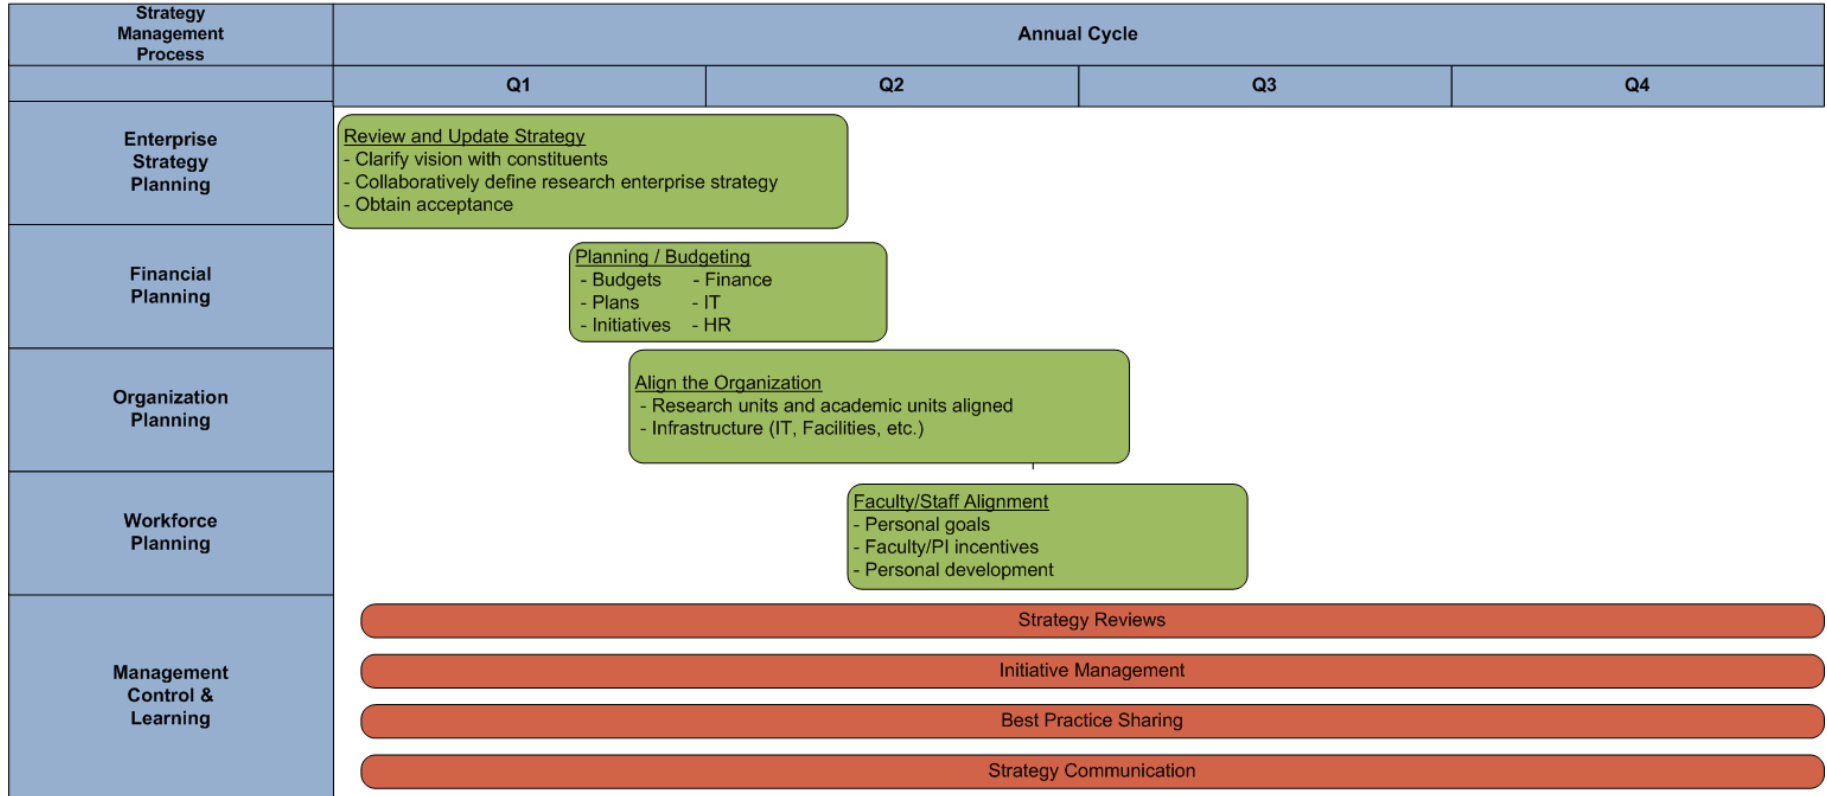 Strategy
Management
Process
Annual Cycle
Q1
Q2
Q3
Q4
Enterprise
Strategy
Planning
Review and Update Strategy
- Clarify vision with constituents
- Collaboratively define research enterprise strategy
- Obtain acceptance
Financial
Planning
Planning / Budgeting
- Budgets - Finance
- Plans - IT
- Initiatives - HR
Organization
Planning
Align the Organization
- Research units and academic units aligned
- Infrastructure (IT, Facilities, etc.)
Workforce
Planning
Faculty/Staff Alignment
- Personal goals
- Faculty/PI incentives
- Personal development
Management
Control &
Learning
Strategy Reviews
Initiative Management
Best Practice Sharing
Strategy Communication